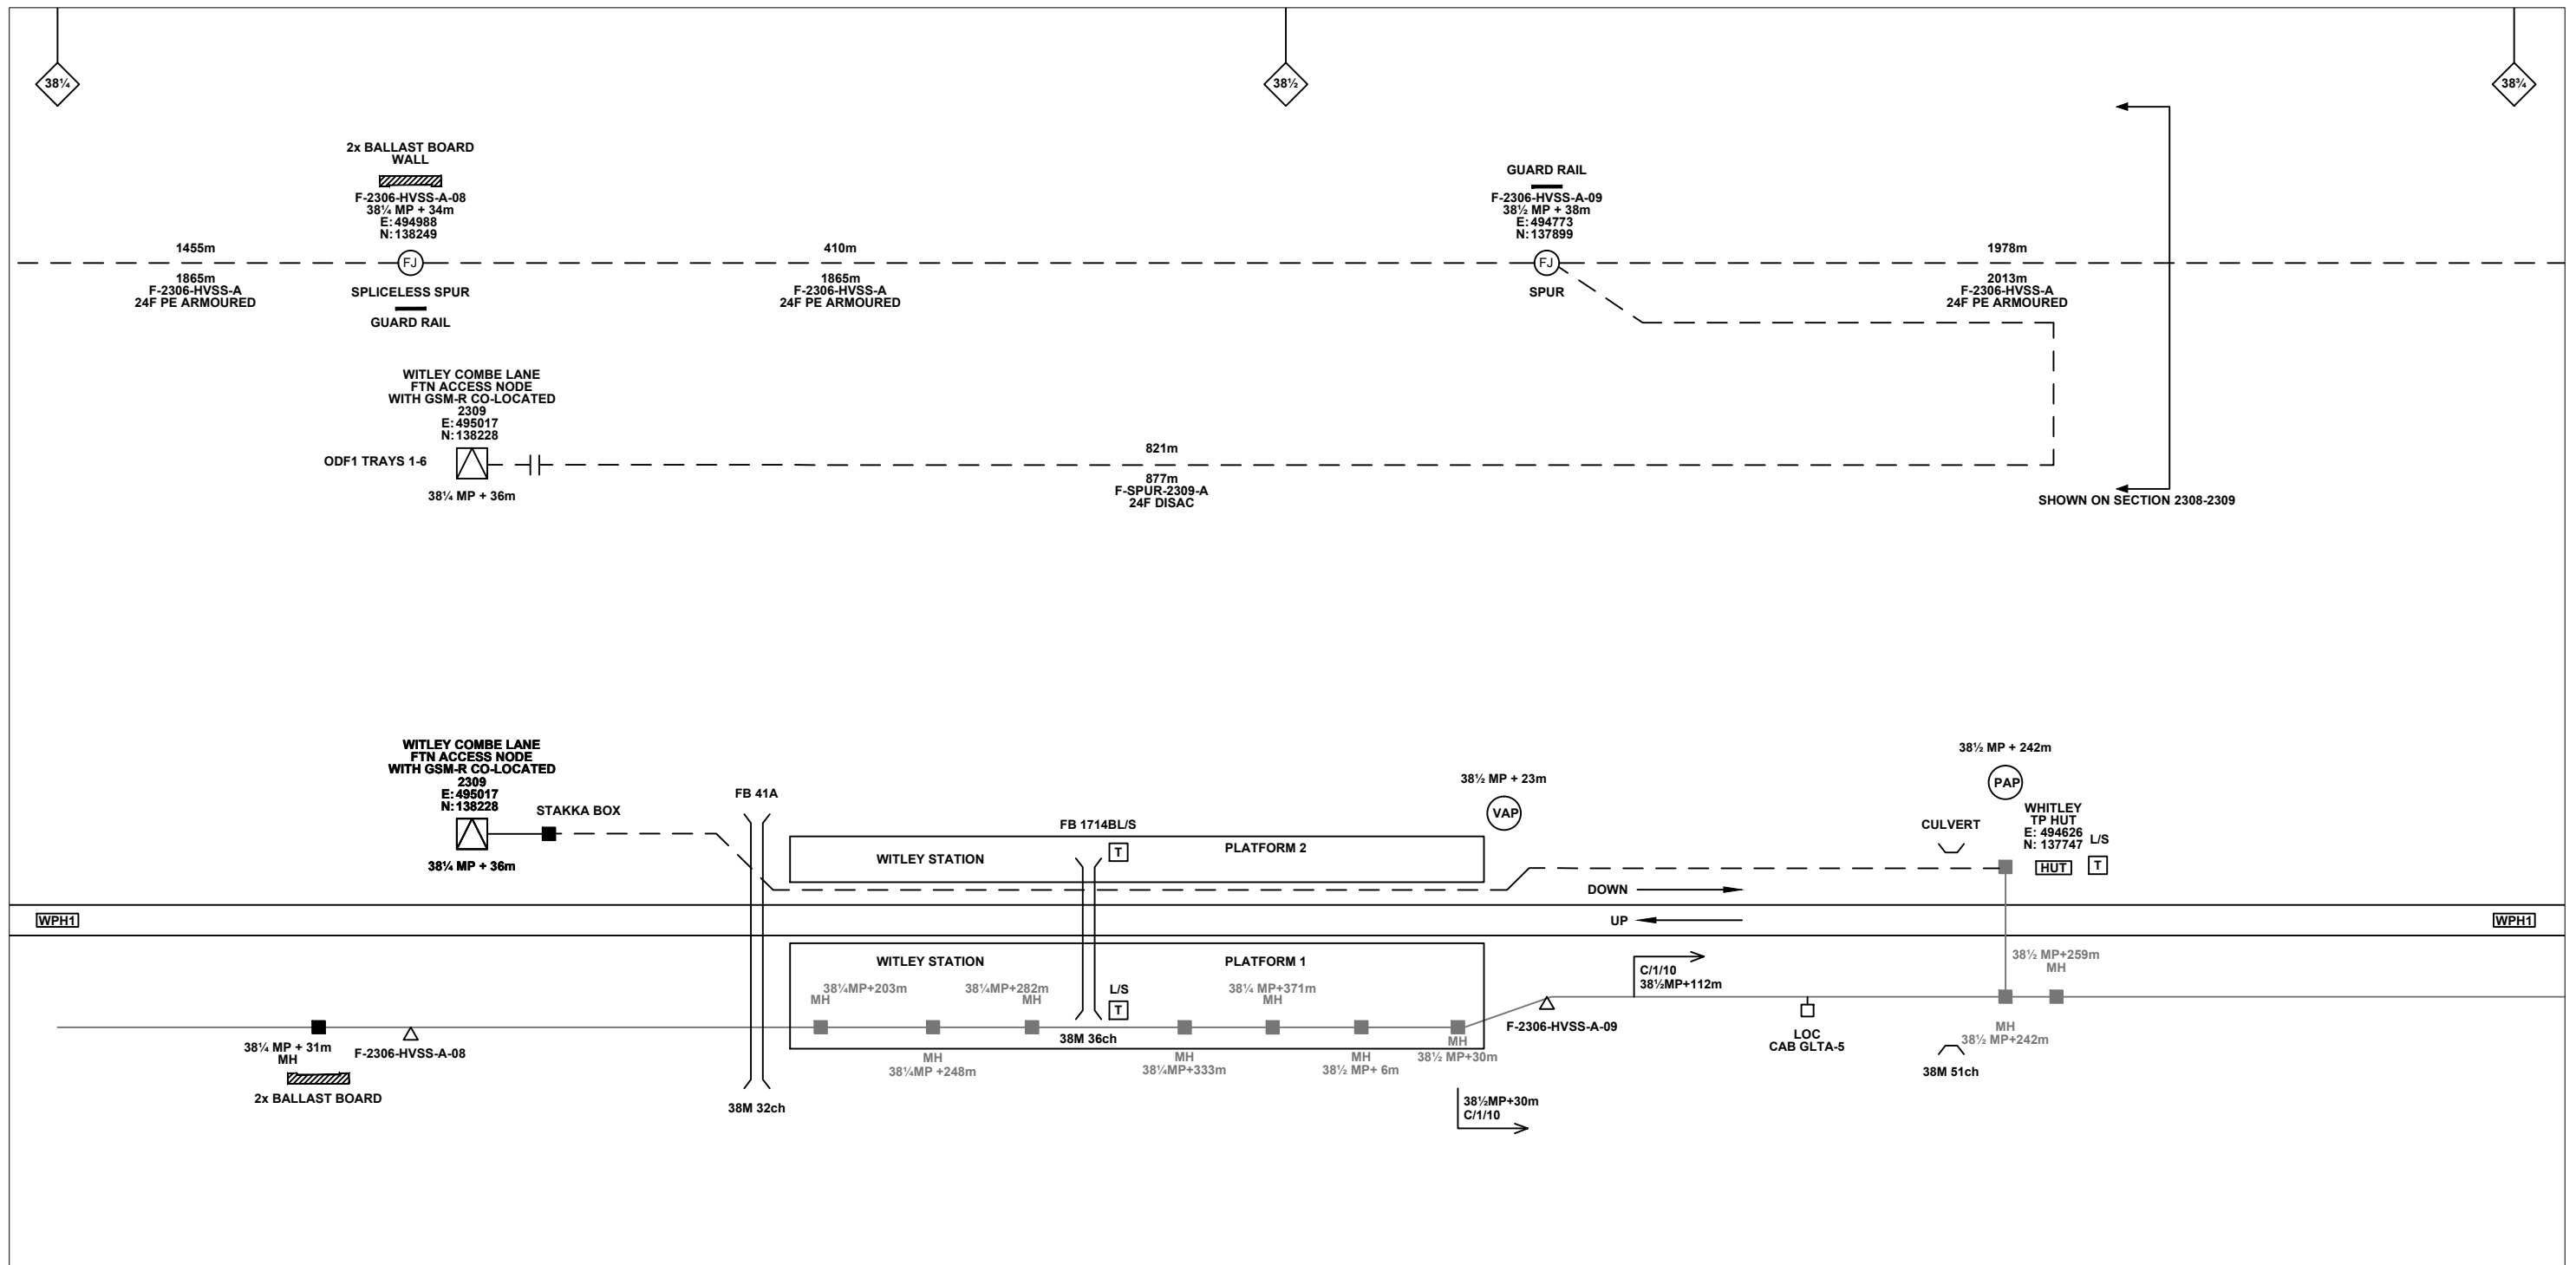 38¼
38½
38¾
2x BALLAST BOARD
WALL
F-2306-HVSS-A-08
38¼ MP + 34m
E: 494988
N: 138249
GUARD RAIL
F-2306-HVSS-A-09
38½ MP + 38m
E: 494773
N: 137899
1455m
410m
1978m
FJ
FJ
1865m
F-2306-HVSS-A
24F PE ARMOURED
SPLICELESS SPUR
GUARD RAIL
1865m
F-2306-HVSS-A
24F PE ARMOURED
SPUR
2013m
F-2306-HVSS-A
24F PE ARMOURED
WITLEY COMBE LANE
FTN ACCESS NODE
WITH GSM-R CO-LOCATED
2309
E: 495017
N: 138228
ODF1 TRAYS 1-6
38¼ MP + 36m
821m
877m
F-SPUR-2309-A
24F DISAC
SHOWN ON SECTION 2308-2309
WITLEY COMBE LANE
FTN ACCESS NODE
WITH GSM-R CO-LOCATED
2309
E: 495017
N: 138228
STAKKA BOX
38¼ MP + 36m
FB 41A
FB 1714BL/S
T
WITLEY STATION
PLATFORM 2
38½ MP + 23m
VAP
38½ MP + 242m
PAP
CULVERT
WHITLEY
TP HUT
E: 494626
N: 137747
L/S
HUT
T
DOWN
UP
WPH1
WPH1
WITLEY STATION
PLATFORM 1
38¼MP+203m
MH
38¼MP+282m
MH
L/S
T
38¼ MP+371m
MH
C/1/10
38½MP+112m
38½ MP+259m
MH
38¼ MP + 31m
MH
F-2306-HVSS-A-08
2x BALLAST BOARD
38M 32ch
MH
38¼MP +248m
38M 36ch
MH
38¼MP+333m
MH
38½ MP+ 6m
MH
38½ MP+30m
F-2306-HVSS-A-09
LOC
CAB GLTA-5
MH
38½ MP+242m
38M 51ch
38½MP+30m
C/1/10